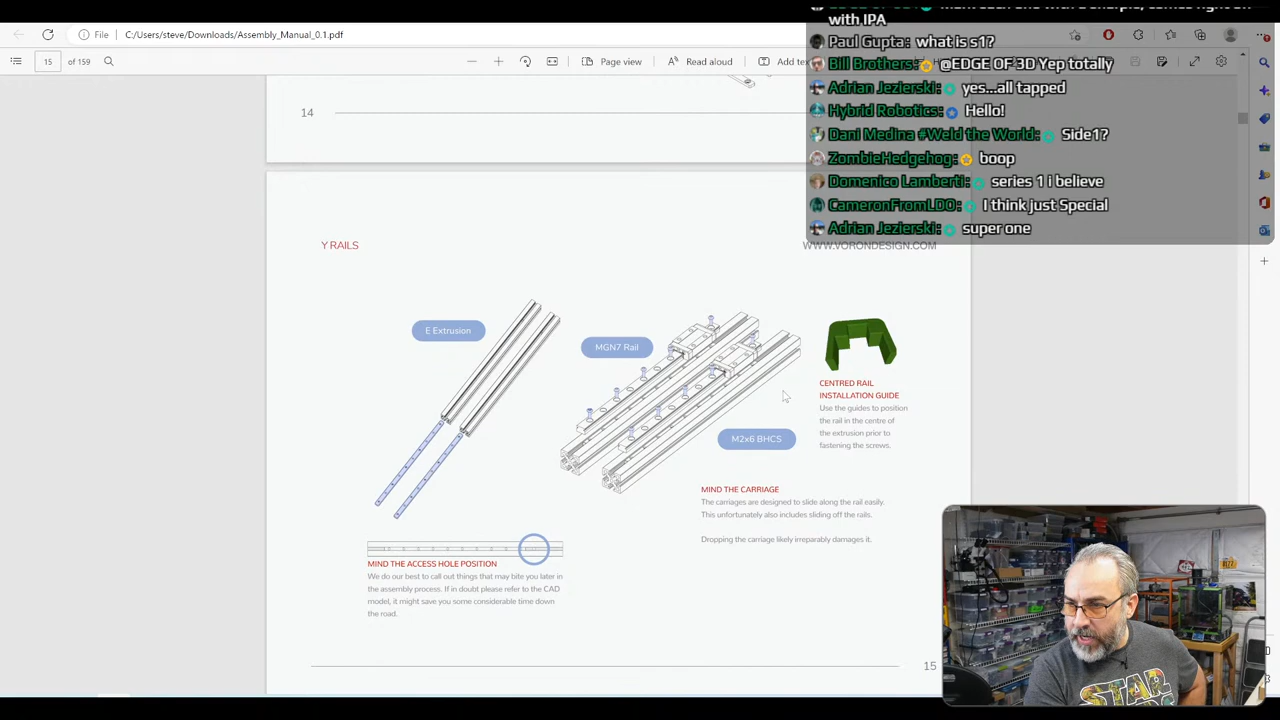 File
C:/Users/steve/Downloads/Assembly_Manual_0.1.pdf
15
of 159
Page view
Read aloud
Add text
14
with IPA
Paul Gupta: what is s1?
Bill Brothers: @EDGE OF 3D Yep totally
Adrian Jezierski: yes...all tapped
Hybrid Robotics: Hello!
Dani Medina #Weld the World: Side1?
ZombieHedgehog: boop
Domenico Lamberti: series 1 i believe
CameronFromLDO: I think just Special
Adrian Jezierski: super one
Y RAILS
WWW.VORONDESIGN.COM
E Extrusion
MGN7 Rail
M2x6 BHCS
CENTRED RAIL
INSTALLATION GUIDE
Use the guides to position
the rail in the centre of
the extrusion prior to
fastening the screws.
MIND THE CARRIAGE
The carriages are designed to slide along the rail easily.
This unfortunately also includes sliding off the rails.
Dropping the carriage likely irreparably damages it.
MIND THE ACCESS HOLE POSITION
We do our best to call out things that may bite you later in
the assembly process. If in doubt please refer to the CAD
model, it might save you some considerable time down
the road.
15
STAR